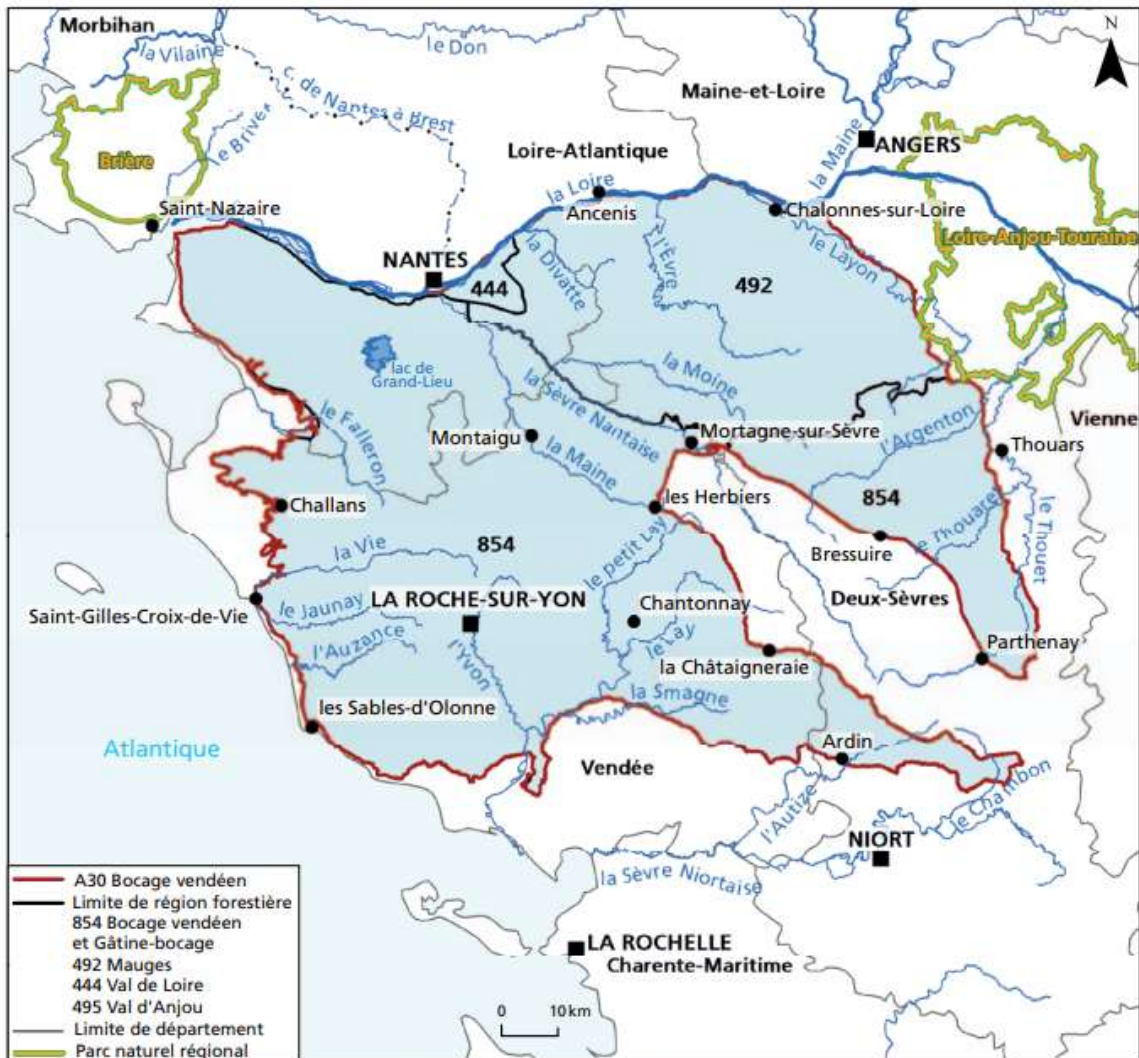 Morbihan
la Vilaine
le Don
N
c. de Nantes à Brest
Maine-et-Loire
le Brivet
Brière
Loire-Atlantique
la Maine
ANGERS
la Loire
Saint-Nazaire
Ancenis
Chalonnes-sur-Loire
Loire-Anjou-Touraine
NANTES
444
la Divatte
l'Èvre
492
le Layon
lac de
Grand-Lieu
la Moine
la Sèvre Nantaise
Vienne
le Falleron
Montaigu
Mortagne-sur-Sèvre
l'Argenton
Thouars
la Maine
Challans
les Herbiers
854
le Thouaret
le Thouet
la Vie
854
le petit Lay
Bressuire
Saint-Gilles-Croix-de-Vie
le Jaunay
LA ROCHE-SUR-YON
Chantonnay
Deux-Sèvres
l'Auzance
l'Yvon
le Lay
la Châtaigneraie
Parthenay
la Smagne
les Sables-d'Olonne
Atlantique
Vendée
Ardin
l'Autize
le Chambon
NIORT
la Sèvre Niortaise
A30 Bocage vendéen
Limite de région forestière
854 Bocage vendéen
et Gâtine-bocage
492 Mauges
444 Val de Loire
495 Val d'Anjou
Limite de département
Parc naturel régional
LA ROCHELLE
Charente-Maritime
0 10 km